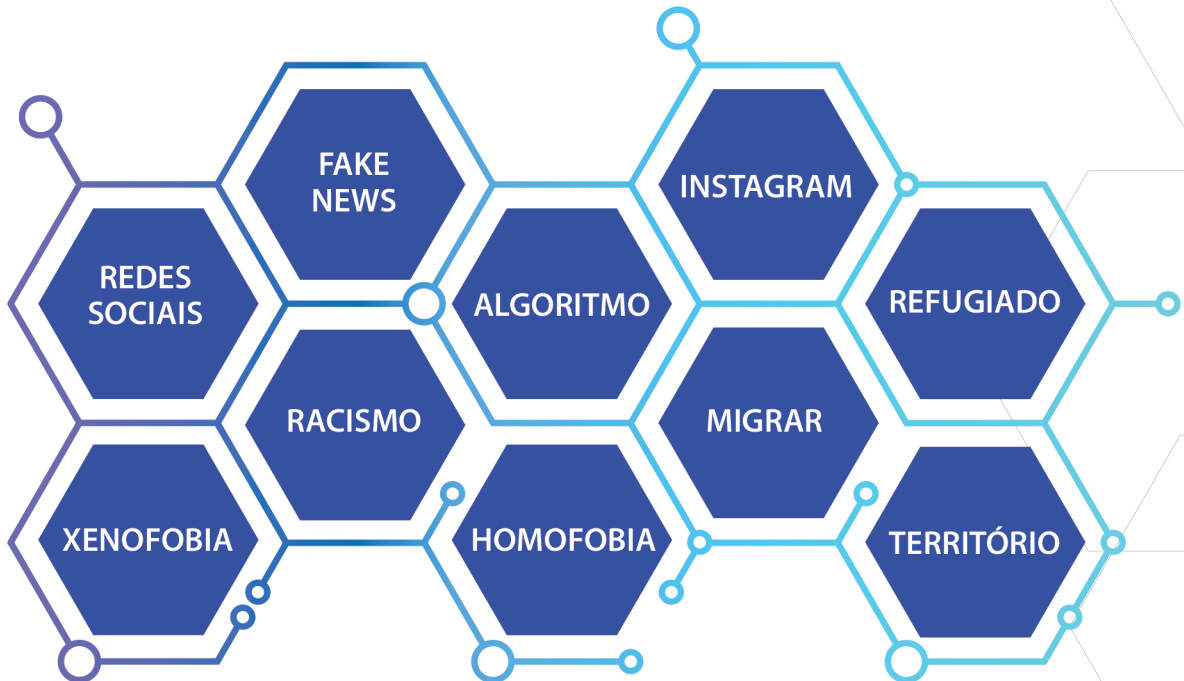 FAKE
NEWS
INSTAGRAM
REDES
SOCIAIS
ALGORITMO
REFUGIADO
RACISMO
MIGRAR
XENOFOBIA
HOMOFOBIA
TERRITÓRIO